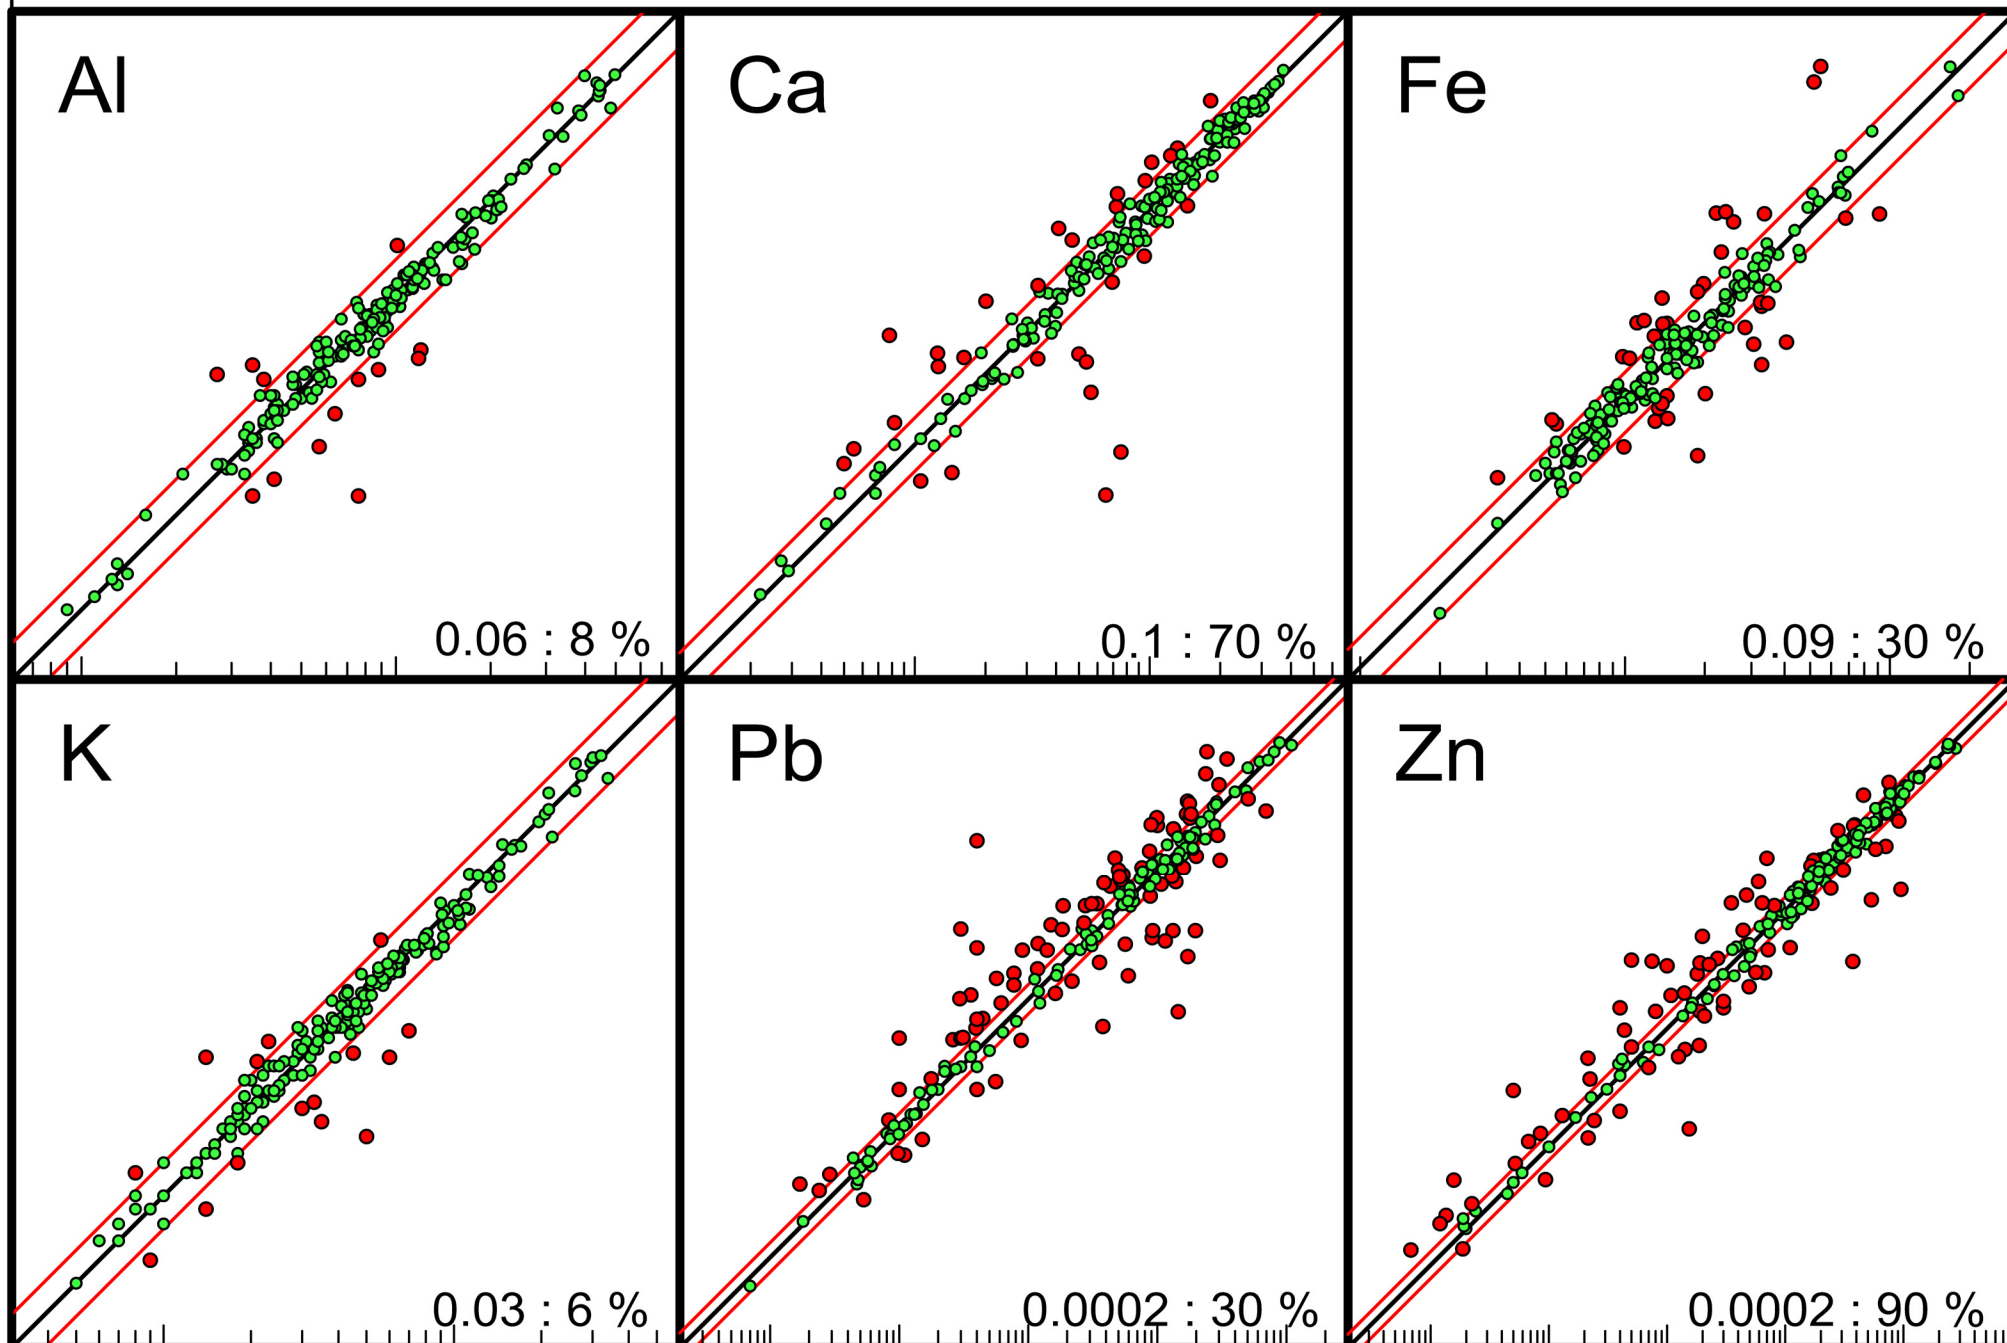 Al
0.06 : 8 %
Ca
0.1 : 70 %
Fe
0.09 : 30 %
K
0.03 : 6 %
Pb
0.0002 : 30 %
Zn
0.0002 : 90 %